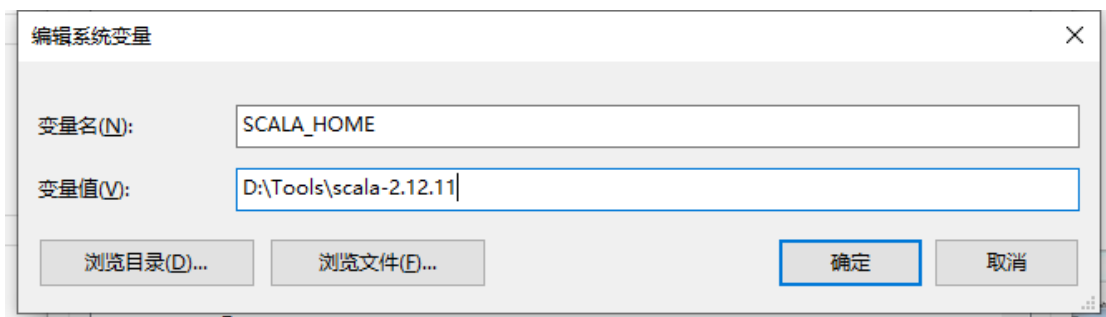 编辑系统变量
变量名(N): SCALA_HOME
变量值(V): D:\Tools\scala-2.12.11
浏览目录(D)... 浏览文件(F)... 确定 取消